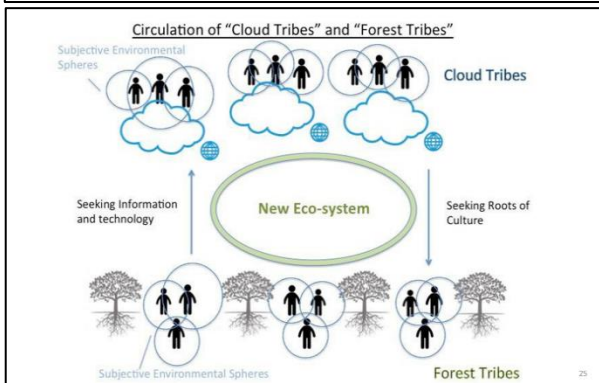 Circulation of “Cloud Tribes” and “Forest Tribes”
Subjective Environmental
Spheres
Cloud Tribes
Seeking Information
and technology
New Eco-system
Seeking Roots of
Culture
Subjective Environmental Spheres
Forest Tribes
25